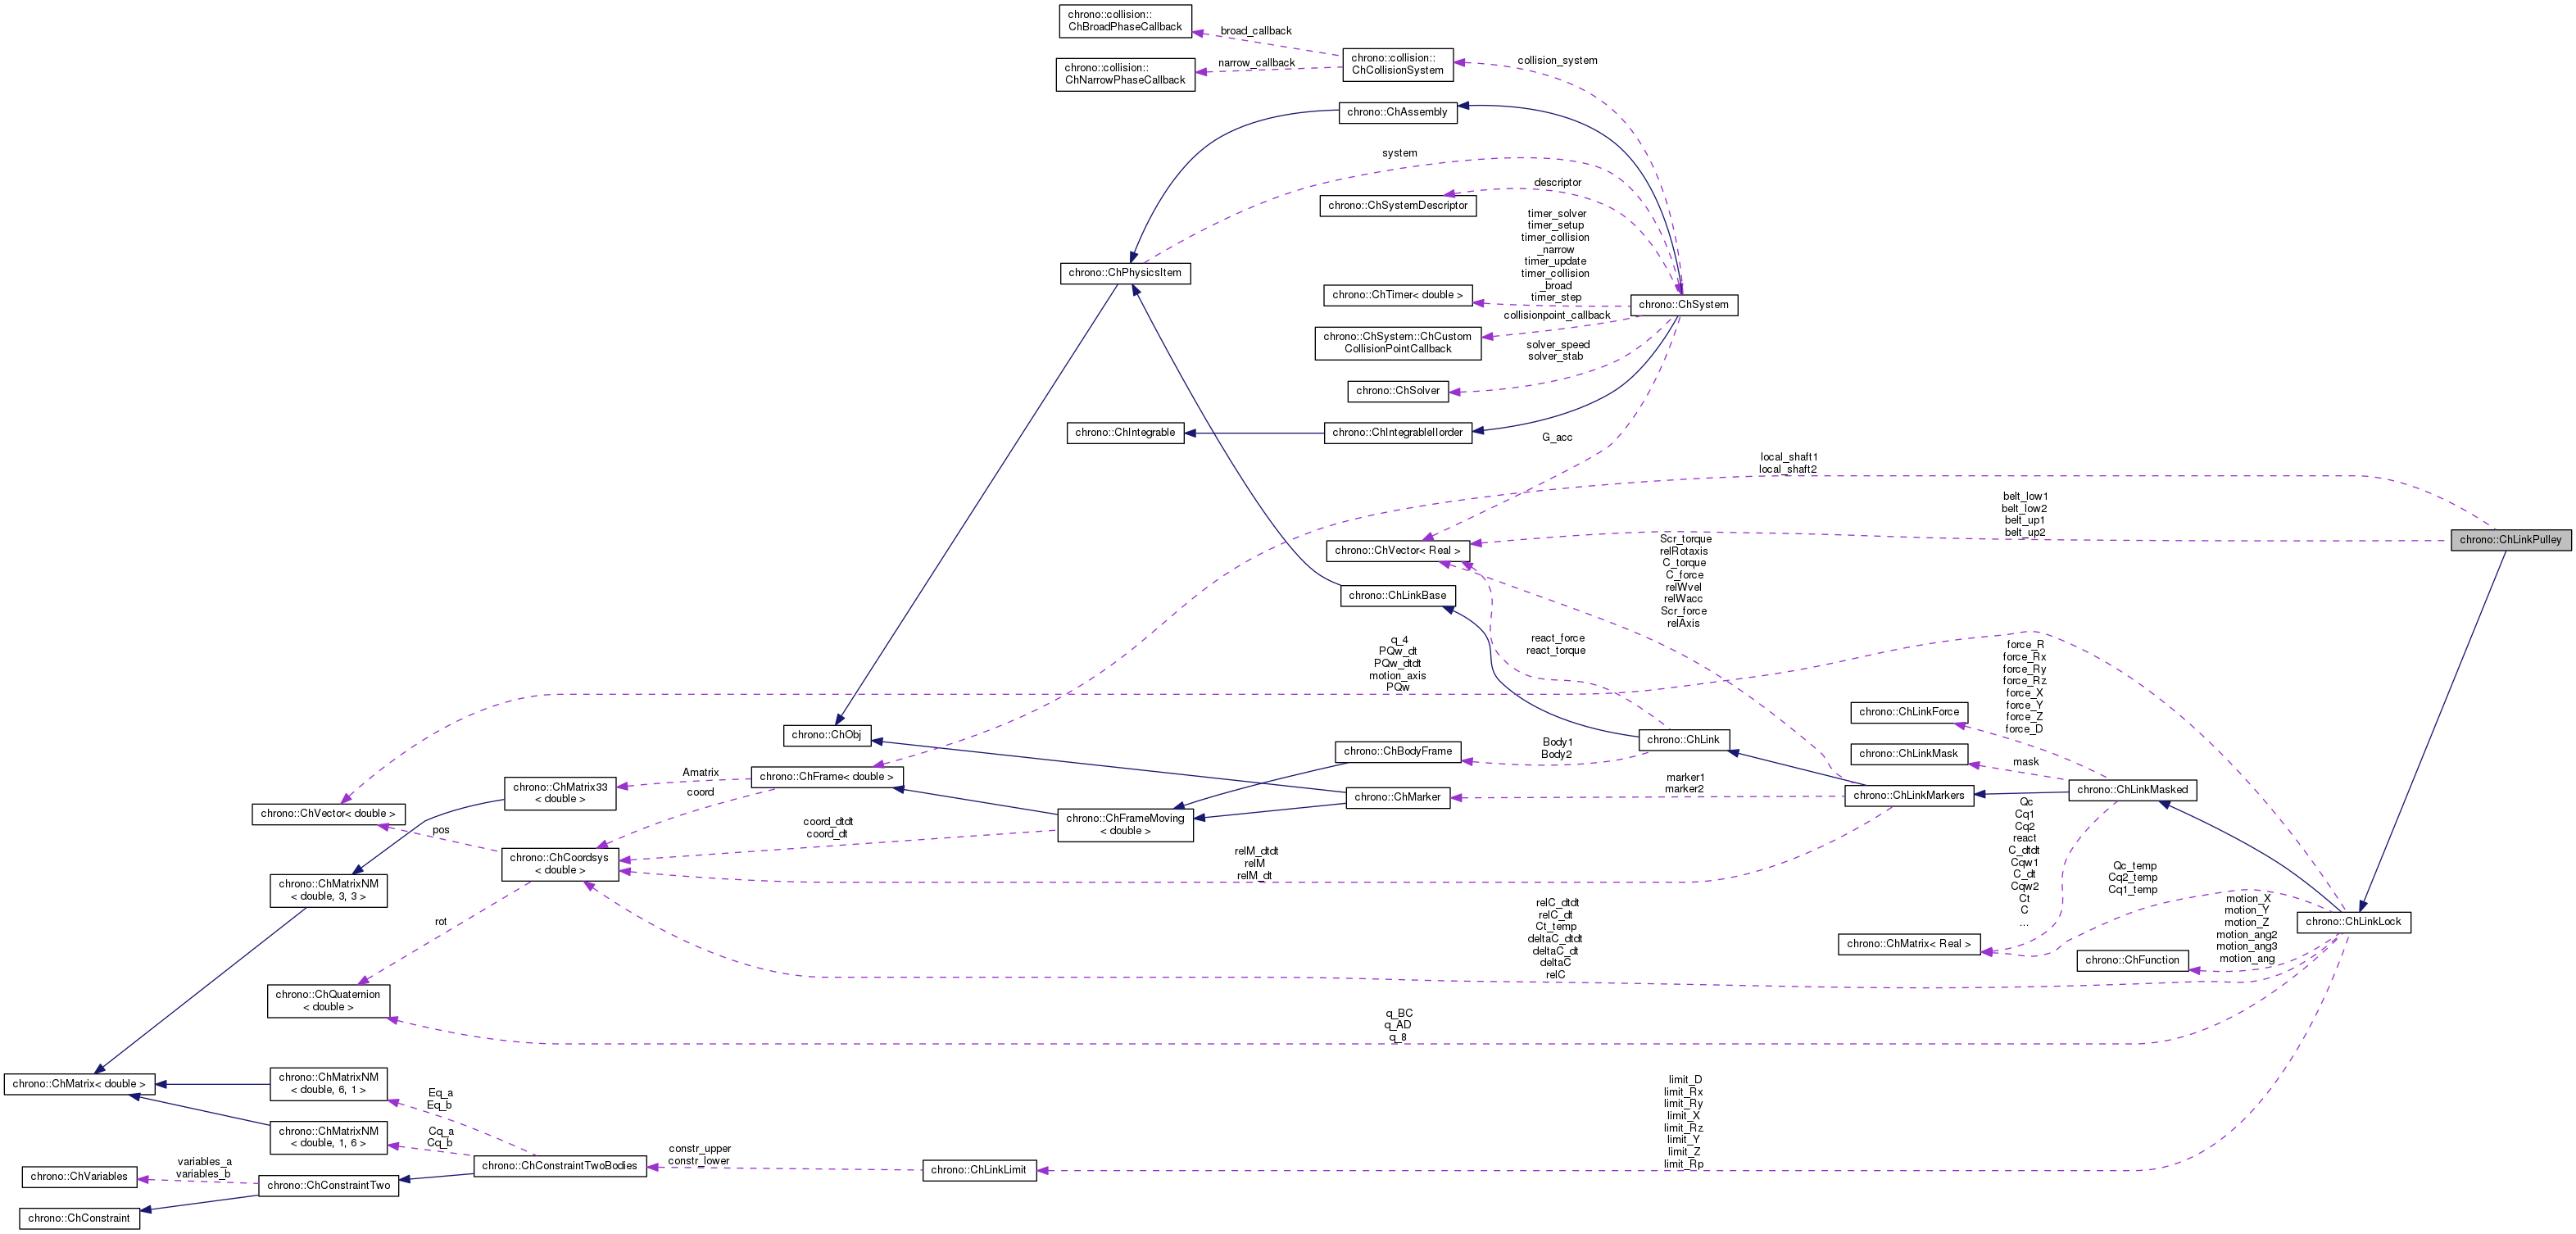 chrono::collision::
ChBroadPhaseCallback
broad_callback
chrono::collision::
ChCollisionSystem
collision_system
chrono::collision::
ChNarrowPhaseCallback
narrow_callback
chrono::ChAssembly
system
descriptor
chrono::ChSystemDescriptor
timer_solver
timer_setup
timer_collision
_narrow
timer_update
timer_collision
_broad
timer_step
chrono::ChPhysicsItem
chrono::ChTimer< double >
chrono::ChSystem
collisionpoint_callback
chrono::ChSystem::ChCustom
CollisionPointCallback
solver_speed
solver_stab
chrono::ChSolver
chrono::ChIntegrable
chrono::ChIntegrableIIorder
G_acc
local_shaft1
local_shaft2
belt_low1
belt_low2
belt_up1
belt_up2
chrono::ChLinkPulley
chrono::ChVector< Real >
Scr_torque
relRotaxis
C_torque
C_force
relWvel
relWacc
Scr_force
relAxis
chrono::ChLinkBase
react_force
react_torque
q_4
PQw_dt
PQw_dtdt
motion_axis
PQw
force_R
force_Rx
force_Ry
force_Rz
force_X
force_Y
force_Z
force_D
chrono::ChLinkForce
chrono::ChObj
chrono::ChBodyFrame
Body1
Body2
chrono::ChLink
chrono::ChLinkMask
mask
chrono::ChMatrix33
< double >
Amatrix
chrono::ChFrame< double >
coord
chrono::ChMarker
marker1
marker2
chrono::ChLinkMarkers
chrono::ChLinkMasked
chrono::ChVector< double >
pos
chrono::ChFrameMoving
< double >
coord_dtdt
coord_dt
Qc
Cq1
Cq2
react
C_dtdt
Cqw1
C_dt
Cqw2
Ct
C
...
chrono::ChCoordsys
< double >
relM_dtdt
relM
relM_dt
Qc_temp
Cq2_temp
Cq1_temp
chrono::ChMatrixNM
< double, 3, 3 >
rot
relC_dtdt
relC_dt
Ct_temp
deltaC_dtdt
deltaC_dt
deltaC
relC
chrono::ChMatrix< Real >
motion_X
motion_Y
motion_Z
motion_ang2
motion_ang3
motion_ang
chrono::ChFunction
chrono::ChLinkLock
chrono::ChQuaternion
< double >
q_BC
q_AD
q_8
chrono::ChMatrix< double >
chrono::ChMatrixNM
< double, 6, 1 >
Eq_a
Eq_b
chrono::ChMatrixNM
< double, 1, 6 >
Cq_a
Cq_b
limit_D
limit_Rx
limit_Ry
limit_X
limit_Rz
limit_Y
limit_Z
limit_Rp
chrono::ChVariables
variables_a
variables_b
chrono::ChConstraintTwo
chrono::ChConstraintTwoBodies
constr_upper
constr_lower
chrono::ChLinkLimit
chrono::ChConstraint